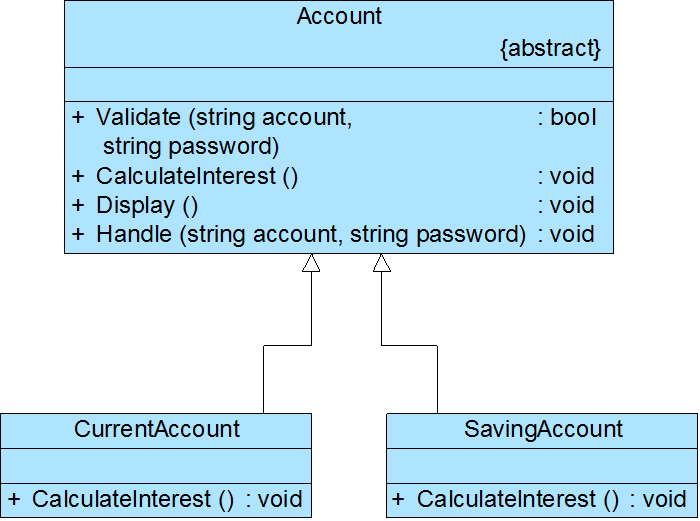 Account
{abstract}
+ Validate (string account, : bool
string password)
+ CalculateInterest () : void
+ Display () : void
+ Handle (string account, string password) : void
CurrentAccount
+ CalculateInterest () : void
SavingAccount
+ CalculateInterest () : void